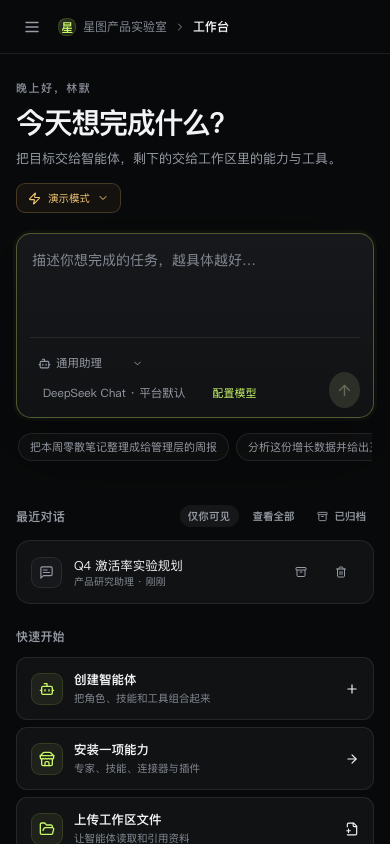 星 星图产品实验室 > 工作台
晚上好，林默
今天想完成什么?
把目标交给智能体，剩下的交给工作区里的能力与工具。
演示模式
描述你想完成的任务，越具体越好...
通用助理
DeepSeek Chat · 平台默认 配置模型
把本周零散笔记整理成给管理层的周报 分析这份增长数据并给出
最近对话 仅你可见 查看全部 已归档
Q4 激活率实验规划
产品研究助理 · 刚刚
快速开始
创建智能体
把角色、技能和工具组合起来
安装一项能力
专家、技能、连接器与插件
上传工作区文件
让智能体读取和引用资料